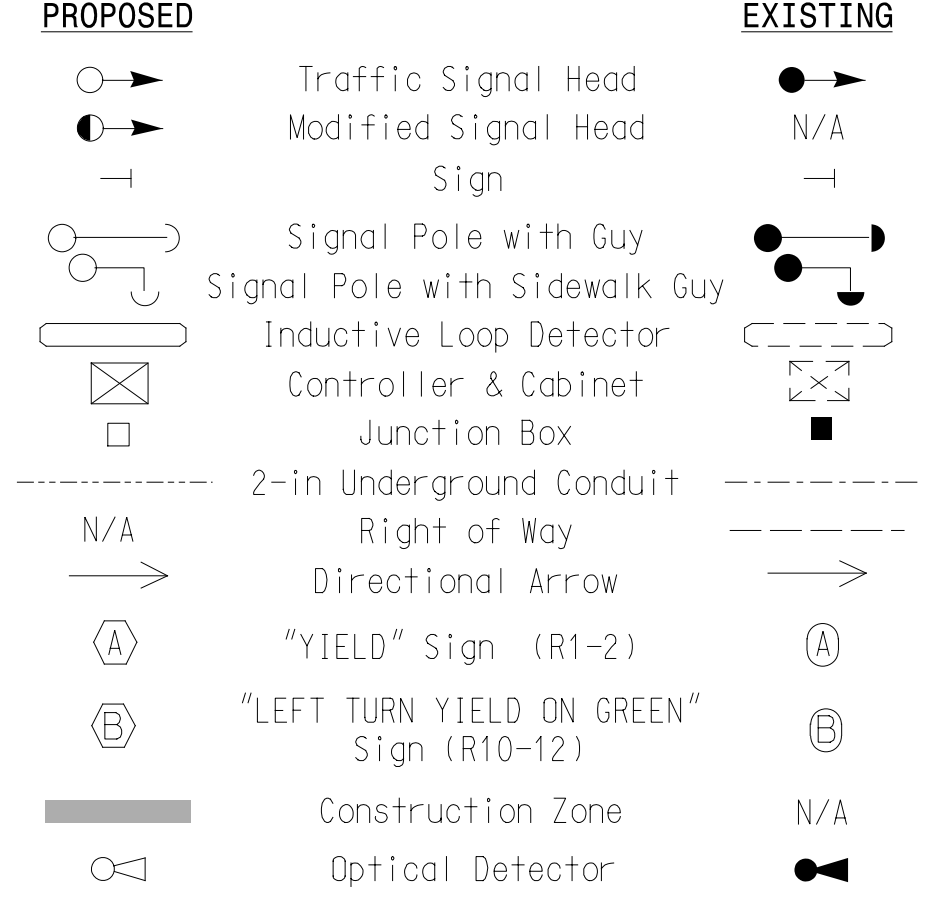 PROPOSED EXISTING
Traffic Signal Head
Modified Signal Head N/A
Sign
Signal Pole with Guy
Signal Pole with Sidewalk Guy
Inductive Loop Detector
Controller & Cabinet
Junction Box
2-in Underground Conduit
N/A Right of Way
Directional Arrow
A "YIELD" Sign (R1-2) A
B "LEFT TURN YIELD ON GREEN" B
Sign (R10-12)
Construction Zone N/A
Optical Detector